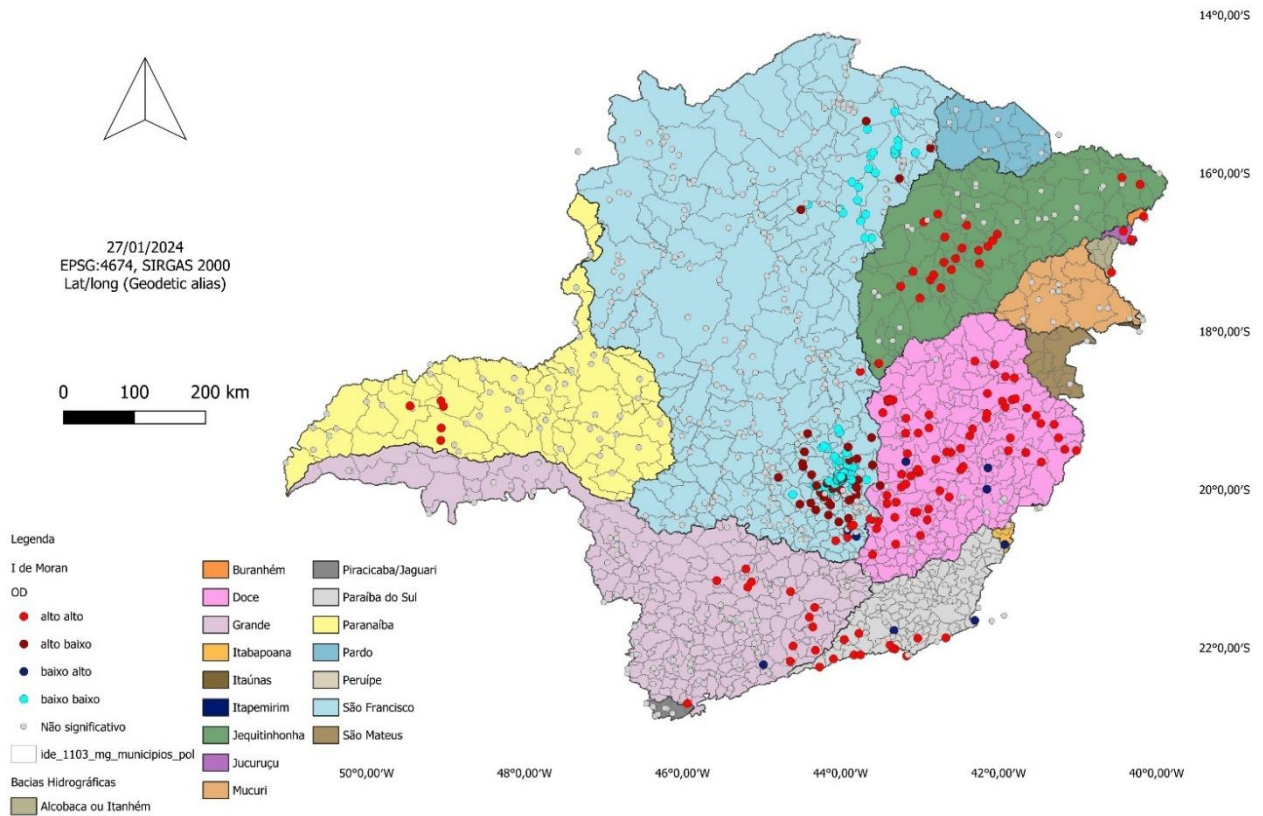 14°0,00'S
16°0,00'S
27/01/2024
EPSG:4674, SIRGAS 2000
Lat/long (Geodetic alias)
18°0,00'S
0 100 200 km
20°0,00'S
Legenda
I de Moran
OD
alto alto
alto baixo
baixo alto
baixo baixo
Não significativo
ide_1103_mg_municipios_pol
Bacias Hidrográficas
Alcobaca ou Itanhém
Buranhém
Doce
Grande
Itabapoana
Itaúnas
Itapemirim
Jequitinhonha
Jucuruçu
Mucuri
Piracicaba/Jaguari
Paraíba do Sul
Paranaíba
Pardo
Peruípe
São Francisco
São Mateus
22°0,00'S
50°0,00'W 48°0,00'W 46°0,00'W 44°0,00'W 42°0,00'W 40°0,00'W